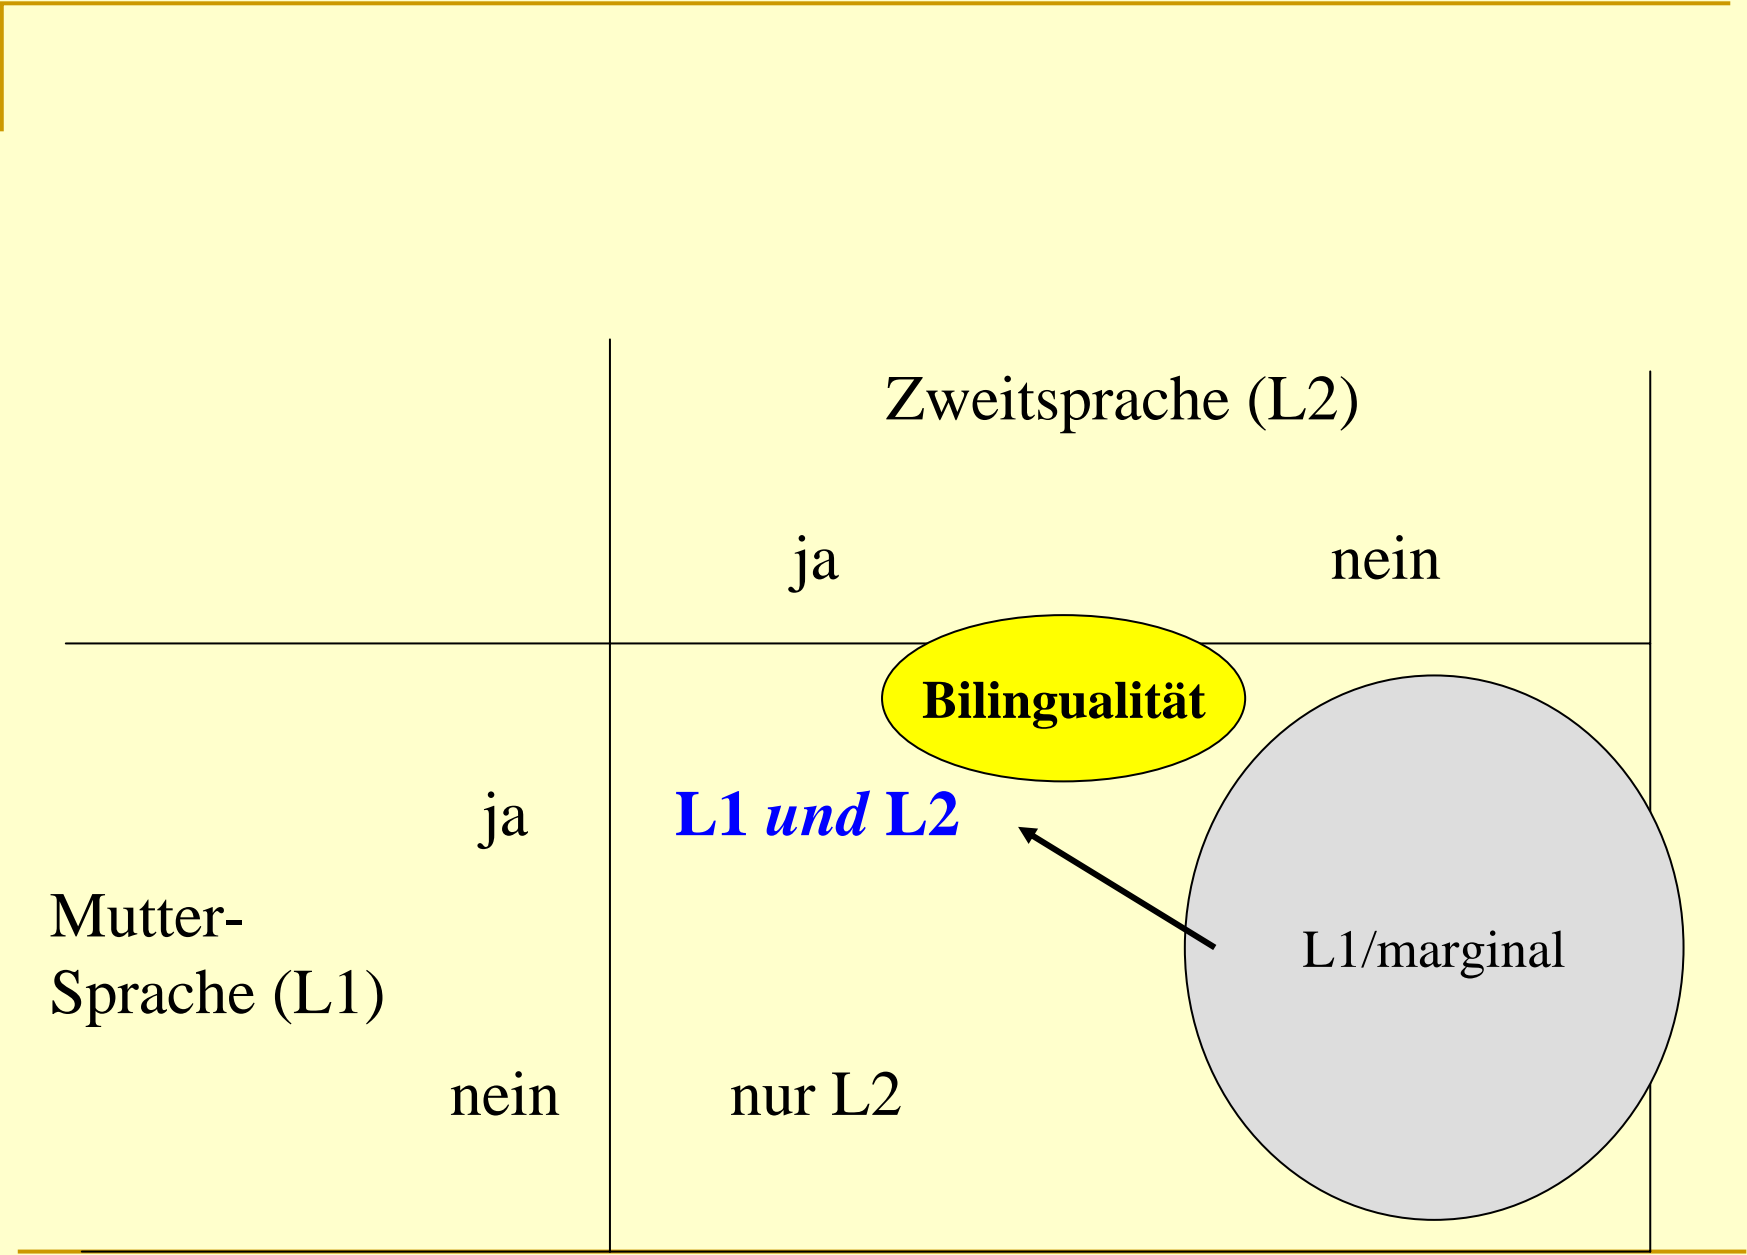 Zweitsprache (L2)
ja
nein
Bilingualität
ja
L1 und L2
Mutter-
Sprache (L1)
L1/marginal
nein
nur L2